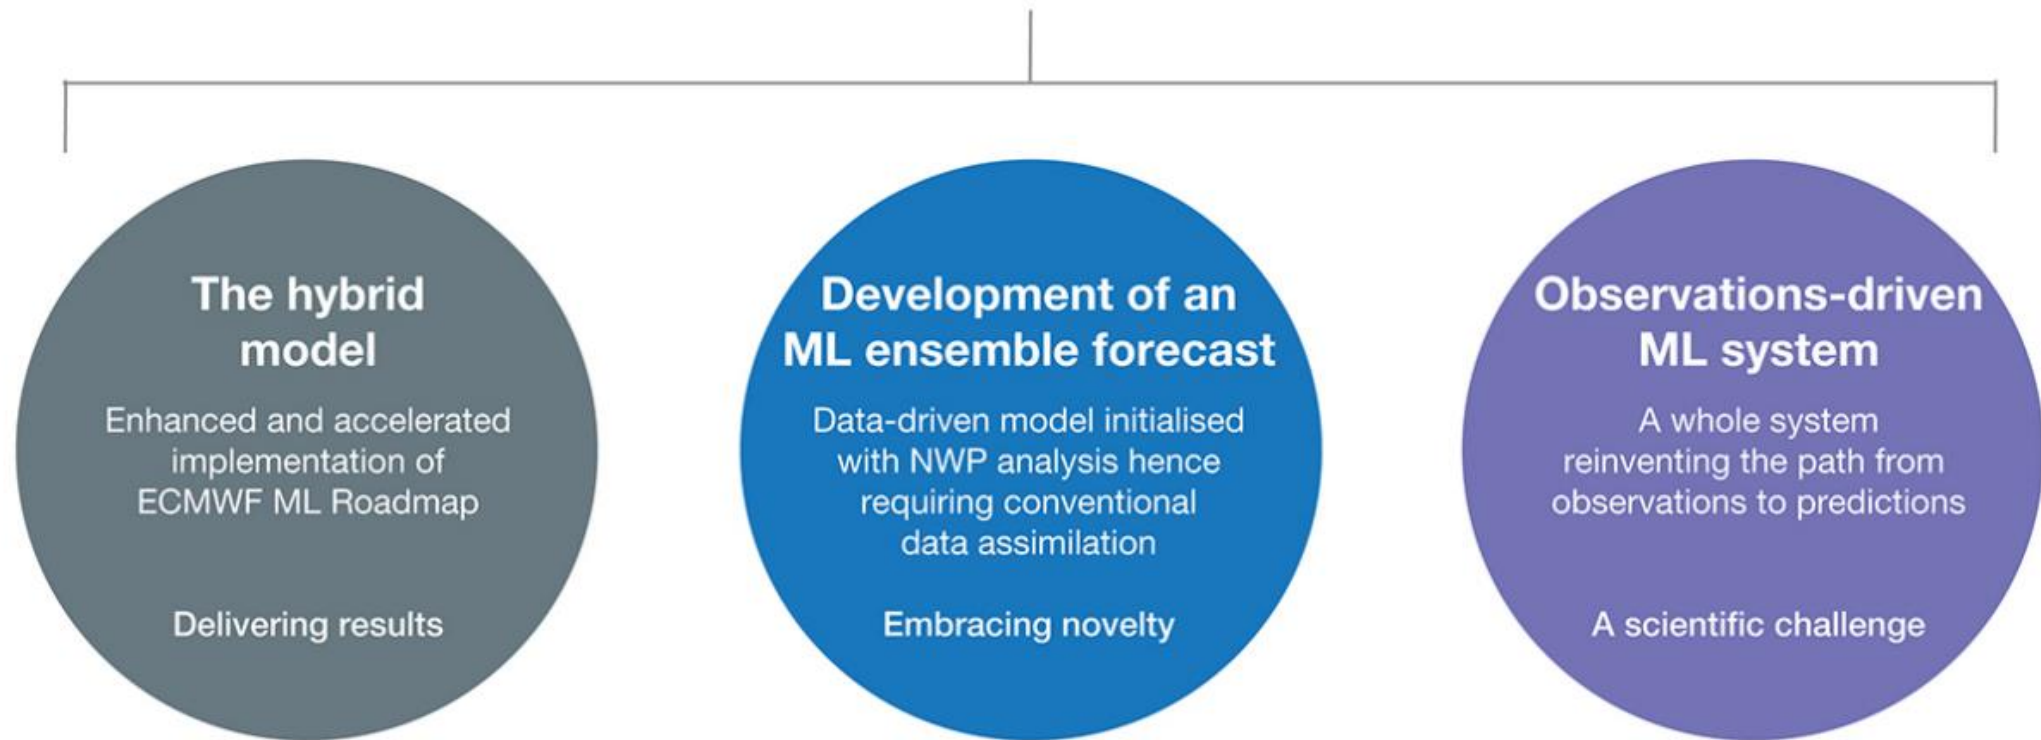 The hybrid
model
Enhanced and accelerated
implementation of
ECMWF ML Roadmap
Delivering results
Development of an
ML ensemble forecast
Data-driven model initialised
with NWP analysis hence
requiring conventional
data assimilation
Embracing novelty
Observations-driven
ML system
A whole system
reinventing the path from
observations to predictions
A scientific challenge